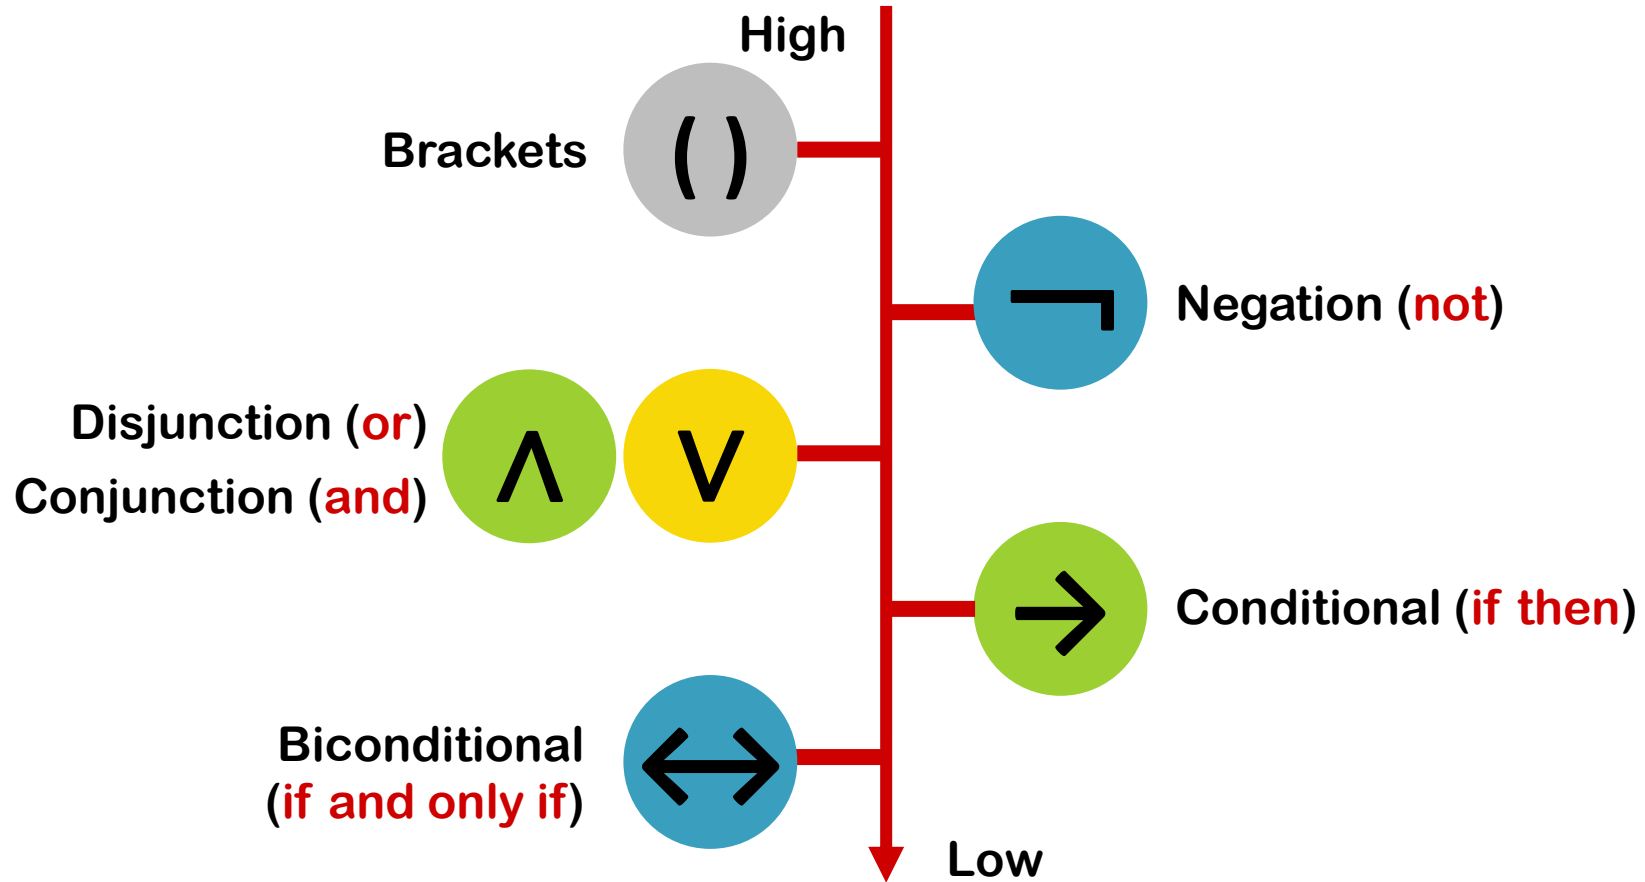 High
Brackets
( )
¬
Negation (not)
Disjunction (or)
Conjunction (and)
∧
∨
→
Conditional (if then)
Biconditional
(if and only if)
↔
Low